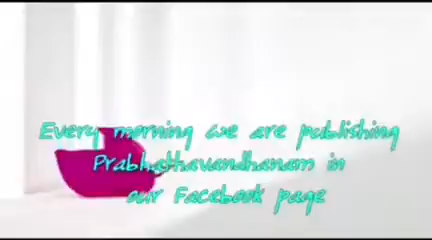 Every morning we are publishing
Prabhathavandhanam in
our Facebook page